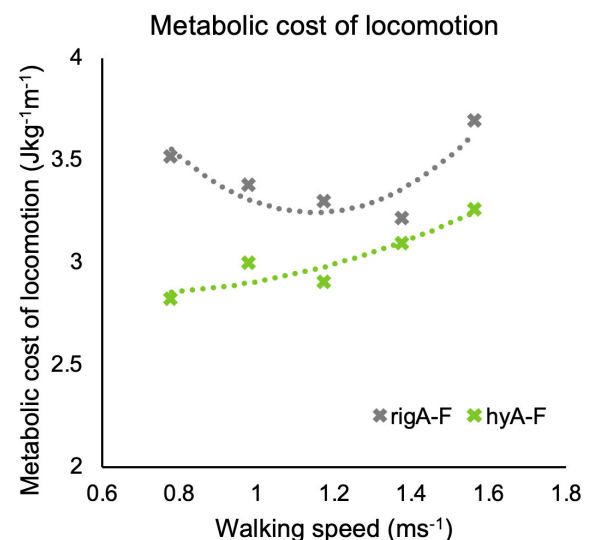 Metabolic cost of locomotion
Metabolic cost of locomotion (Jkg⁻¹m⁻¹)
4
3.5
3
2.5
2
rigA-F hyA-F
0.6 0.8 1 1.2 1.4 1.6 1.8
Walking speed (ms⁻¹)